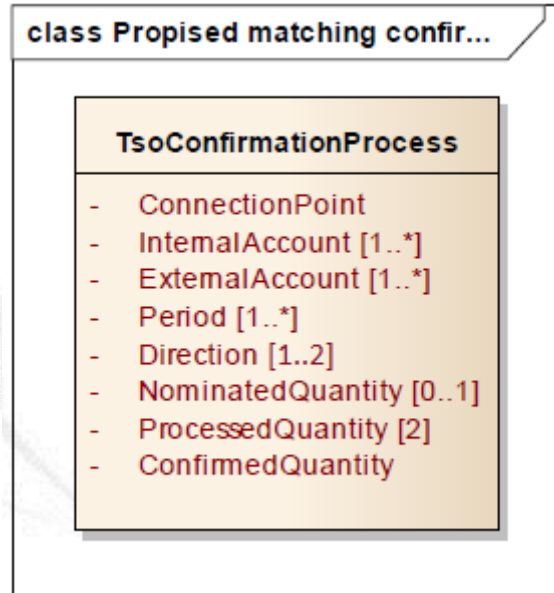 class Propised matching confir...
TsoConfirmationProcess
- ConnectionPoint
- InternalAccount [1..*]
- ExternalAccount [1..*]
- Period [1..*]
- Direction [1..2]
- NominatedQuantity [0..1]
- ProcessedQuantity [2]
- ConfirmedQuantity